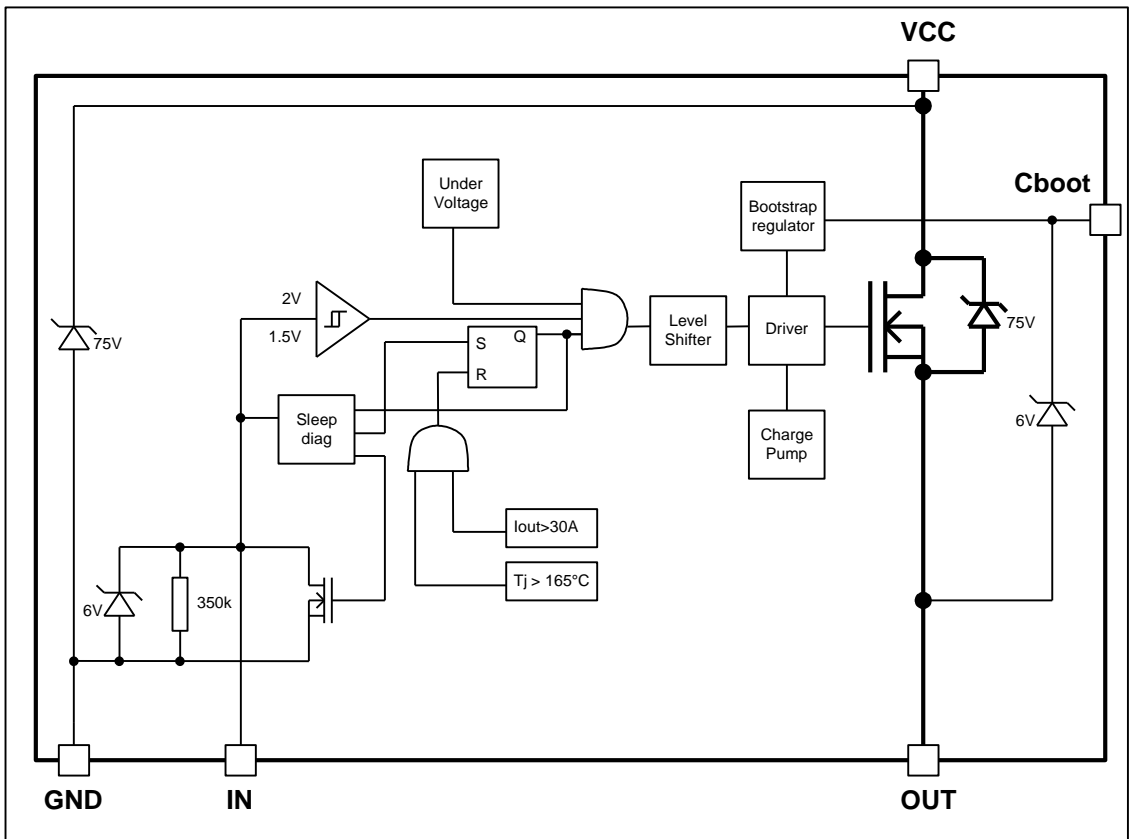 VCC
Cboot
Under
Voltage
Bootstrap
regulator
2V
1.5V
75V
S
Q
R
Level
Shifter
Driver
75V
Sleep
diag
Charge
Pump
6V
Iout>30A
Tj > 165°C
6V
350k
GND
IN
OUT